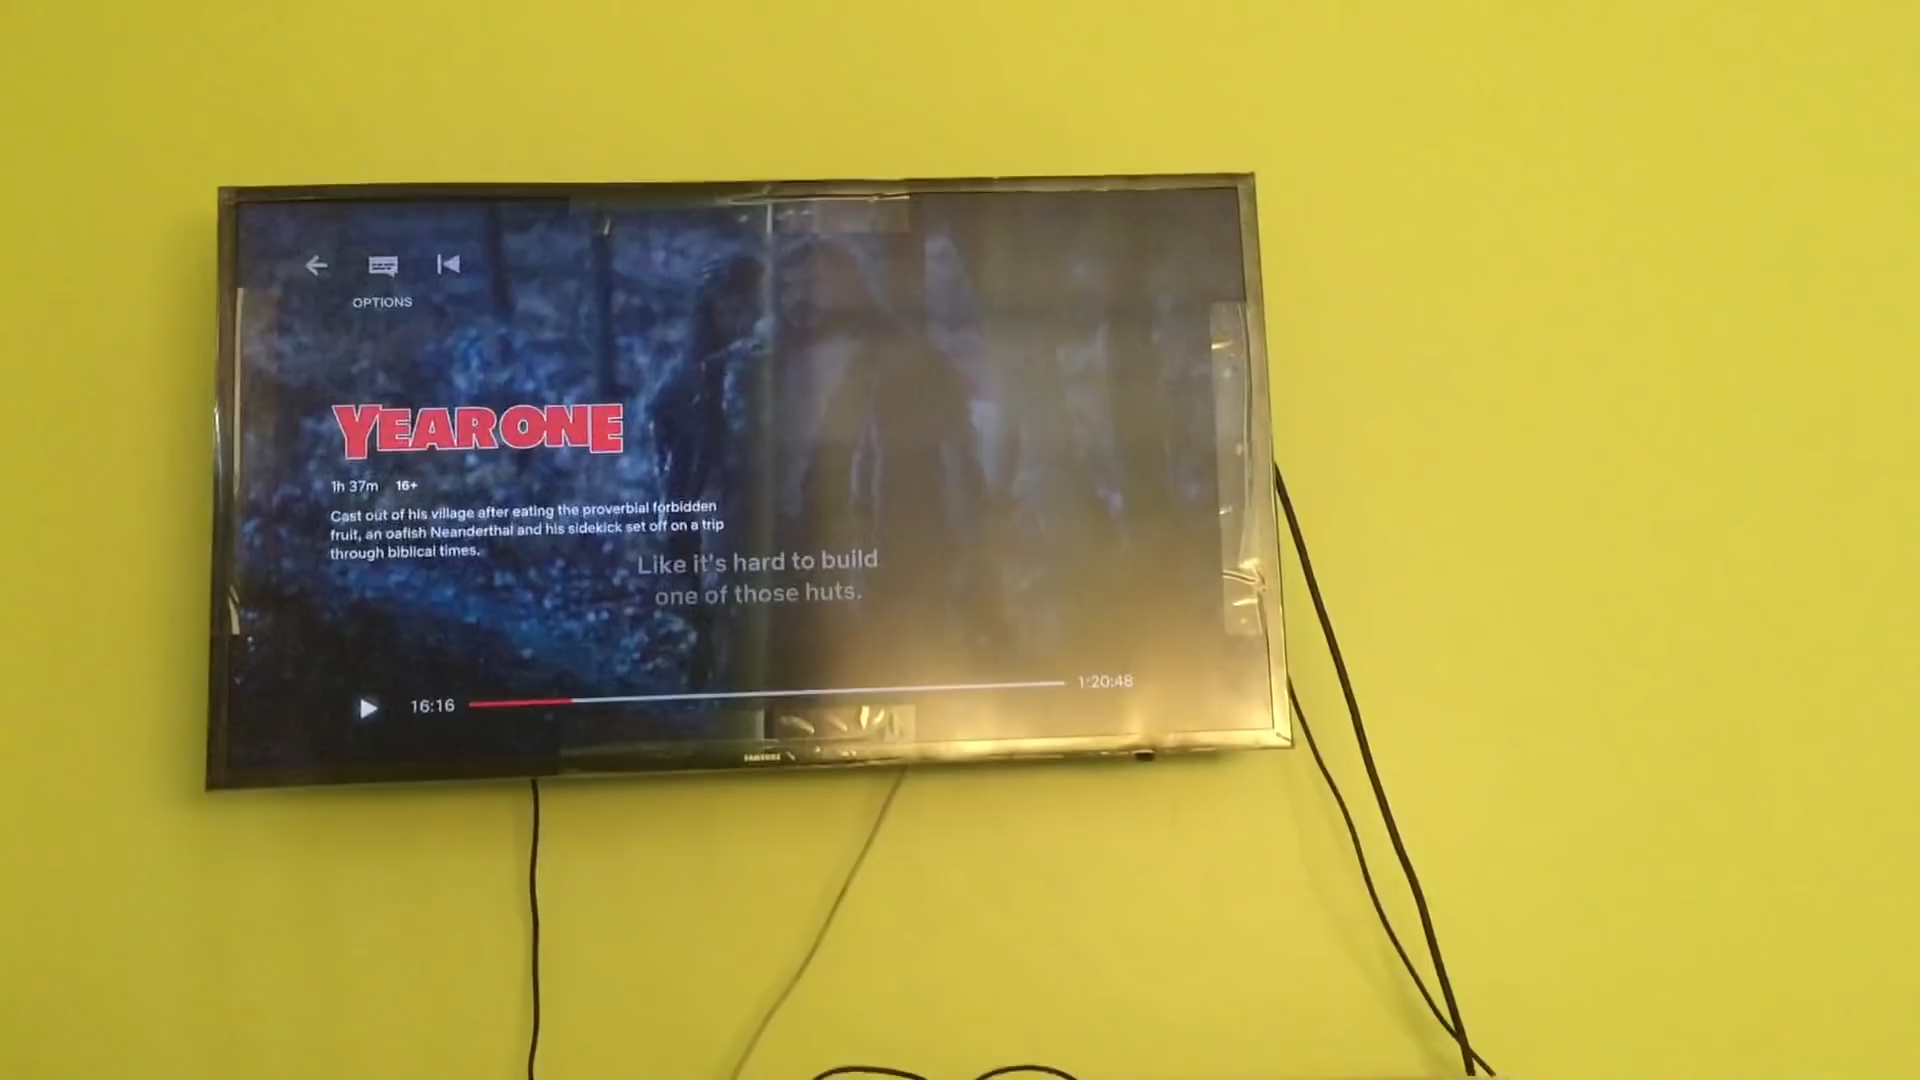 OPTIONS
YEAR ONE
1h 37m 16+
Cast out of his village after eating the proverbial forbidden
fruit, an oafish Neanderthal and his sidekick set off on a trip
through biblical times.
Like it's hard to build
one of those huts.
16:16
1:20:48
SAMSUNG